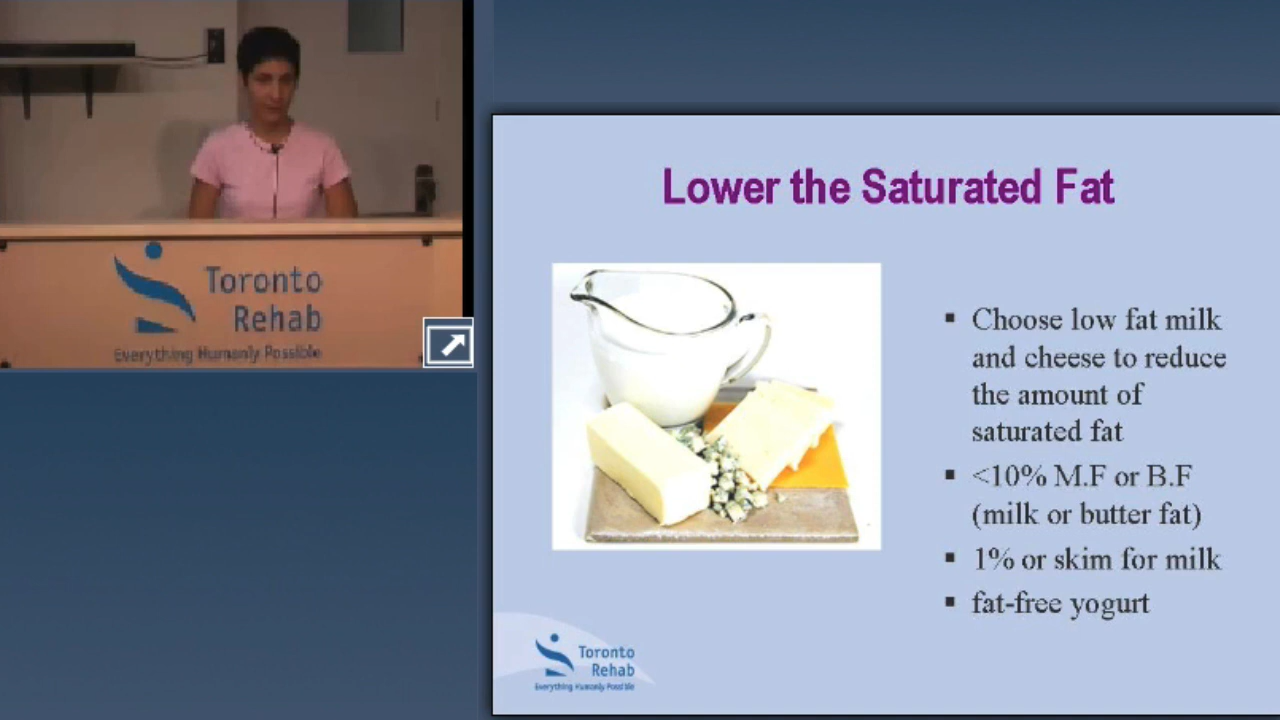 Toronto
Rehab
Everything Humanly Possible
Lower the Saturated Fat
▪ Choose low fat milk
and cheese to reduce
the amount of
saturated fat
▪ <10% M.F or B.F
(milk or butter fat)
▪ 1% or skim for milk
▪ fat-free yogurt
Toronto
Rehab
Everything Humanly Possible